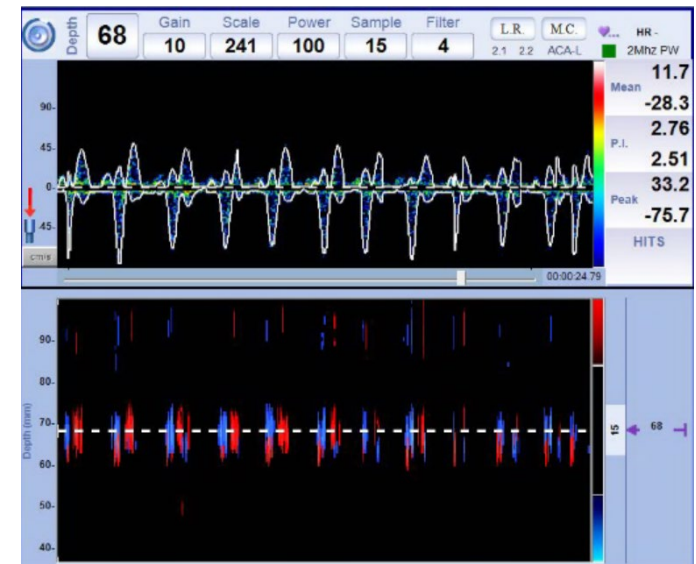 Depth 68 Gain 10 Scale 241 Power 100 Sample 15 Filter 4
L.R. M.C. HR -
2.1 2.2 ACA-L 2Mhz PW
11.7
Mean
-28.3
2.76
P.I.
2.51
33.2
Peak
-75.7
HITS
90-
45-
0-
45-
cm/s
00:00:24.79
Depth (mm)
90-
80-
70-
60-
50-
40-
15 68